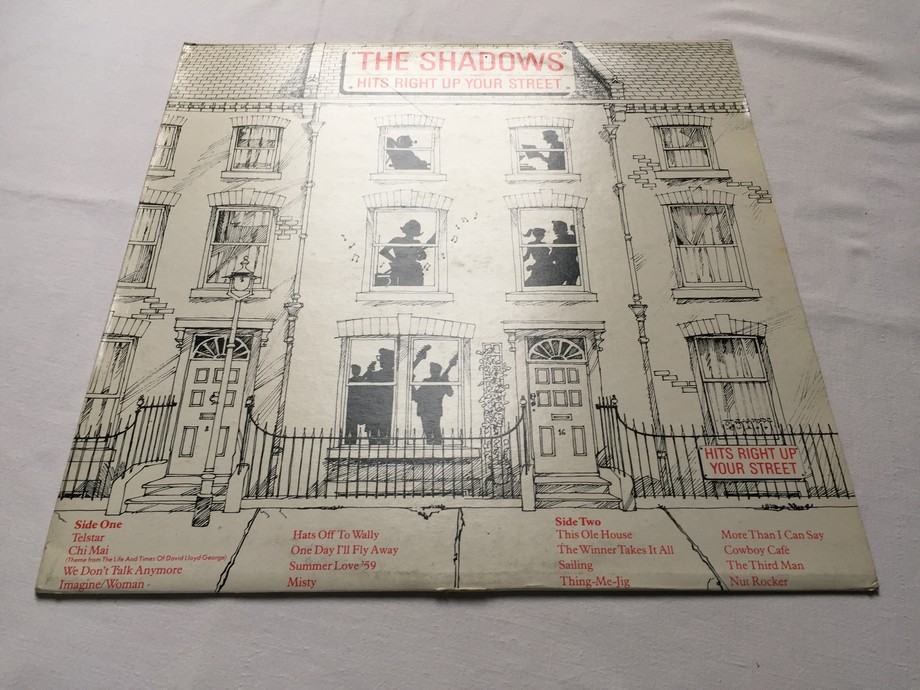 THE SHADOWS
HITS RIGHT UP YOUR STREET
16
HITS RIGHT UP
YOUR STREET
Side One
Telstar
Chi Mai
(Theme from The Life And Times Of David Lloyd George)
We Don't Talk Anymore
Imagine/Woman
Hats Off To Wally
One Day I'll Fly Away
Summer Love '59
Misty
Side Two
This Ole House
The Winner Takes It All
Sailing
Thing-Me-Jig
More Than I Can Say
Cowboy Cafè
The Third Man
Nut Rocker